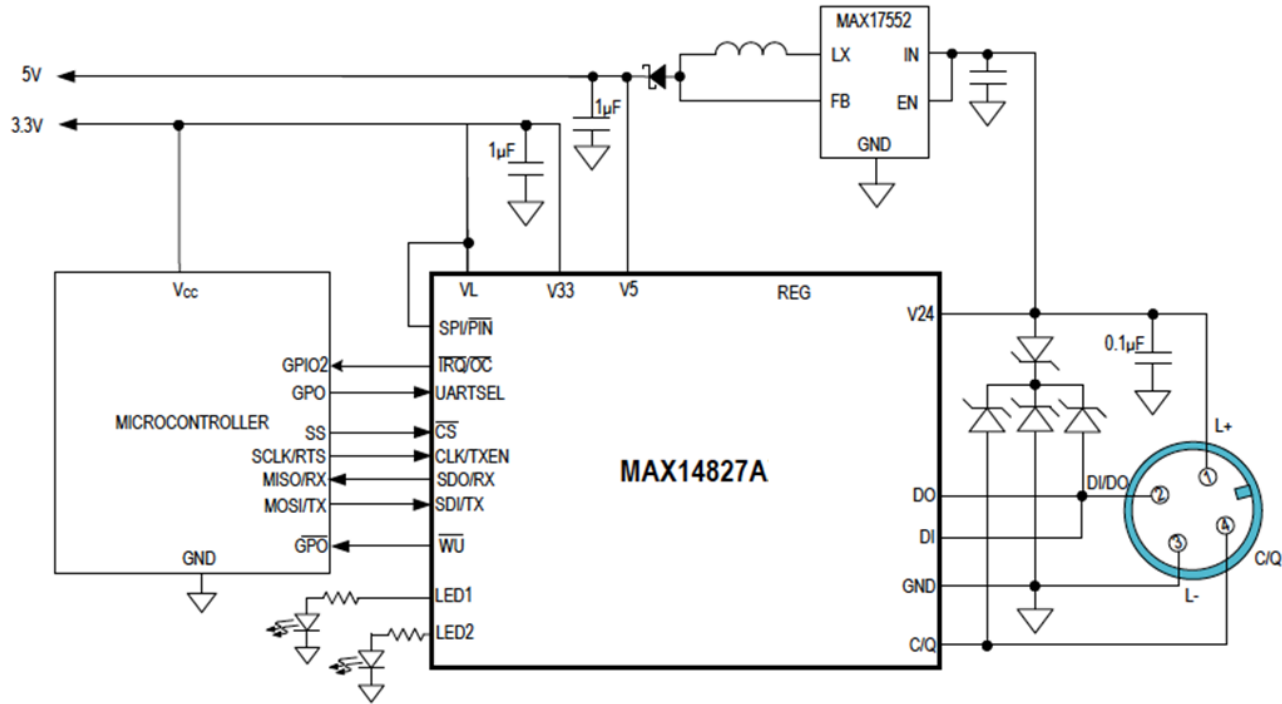 MAX17552
LX
IN
FB
EN
GND
5V
3.3V
1µF
1µF
VCC
VL
V33
V5
REG
V24
SPI/PIN
GPIO2
IRQ/OC
GPO
UARTSEL
MICROCONTROLLER
SS
CS
SCLK/RTS
CLK/TXEN
MISO/RX
SDO/RX
MOSI/TX
SDI/TX
GPO
WU
GND
LED1
LED2
MAX14827A
0.1µF
L+
1
DO
DI/DO
2
DI
4
3
GND
L-
C/Q
C/Q